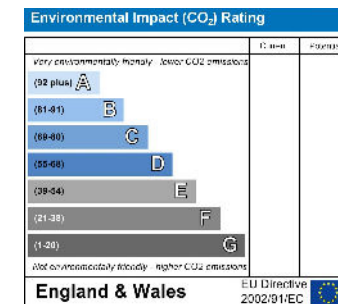 Environmental Impact (CO₂) Rating
Current Potential
Very environmentally friendly - lower CO2 emissions
(92 plus) A
(81-91) B
(69-80) C
(55-68) D
(39-54) E
(21-38) F
(1-20) G
Not environmentally friendly - higher CO2 emissions
England & Wales
EU Directive
2002/91/EC